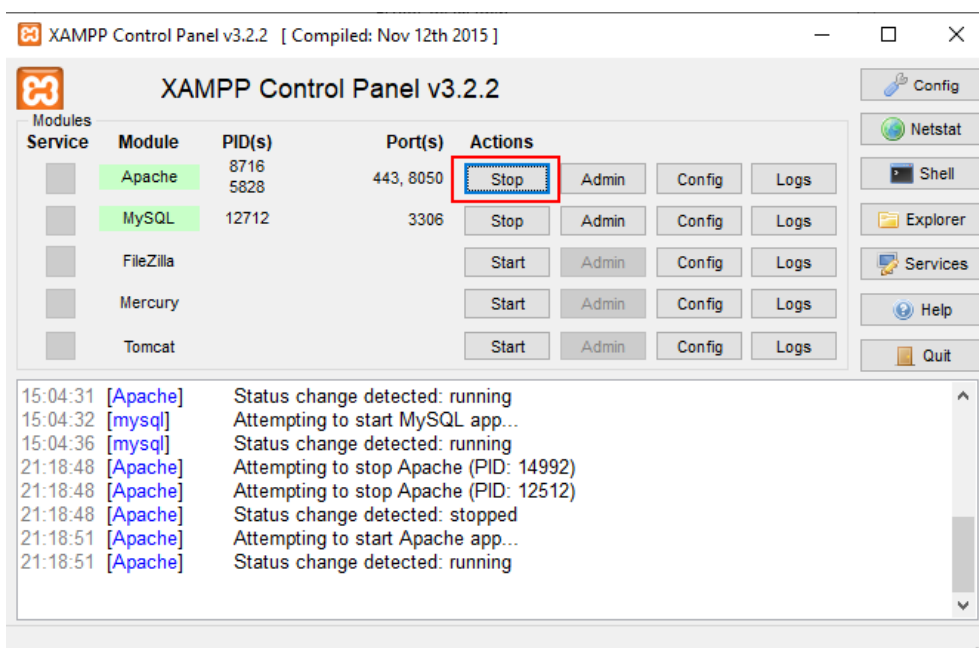 XAMPP Control Panel v3.2.2 [ Compiled: Nov 12th 2015 ]
XAMPP Control Panel v3.2.2
Config
Modules
Netstat
Service Module PID(s) Port(s) Actions
Apache 8716 5828 443, 8050 Stop Admin Config Logs
Shell
MySQL 12712 3306 Stop Admin Config Logs
Explorer
FileZilla Start Admin Config Logs
Services
Mercury Start Admin Config Logs
Help
Tomcat Start Admin Config Logs
Quit
15:04:31 [Apache] Status change detected: running
15:04:32 [mysql] Attempting to start MySQL app...
15:04:36 [mysql] Status change detected: running
21:18:48 [Apache] Attempting to stop Apache (PID: 14992)
21:18:48 [Apache] Attempting to stop Apache (PID: 12512)
21:18:48 [Apache] Status change detected: stopped
21:18:51 [Apache] Attempting to start Apache app...
21:18:51 [Apache] Status change detected: running